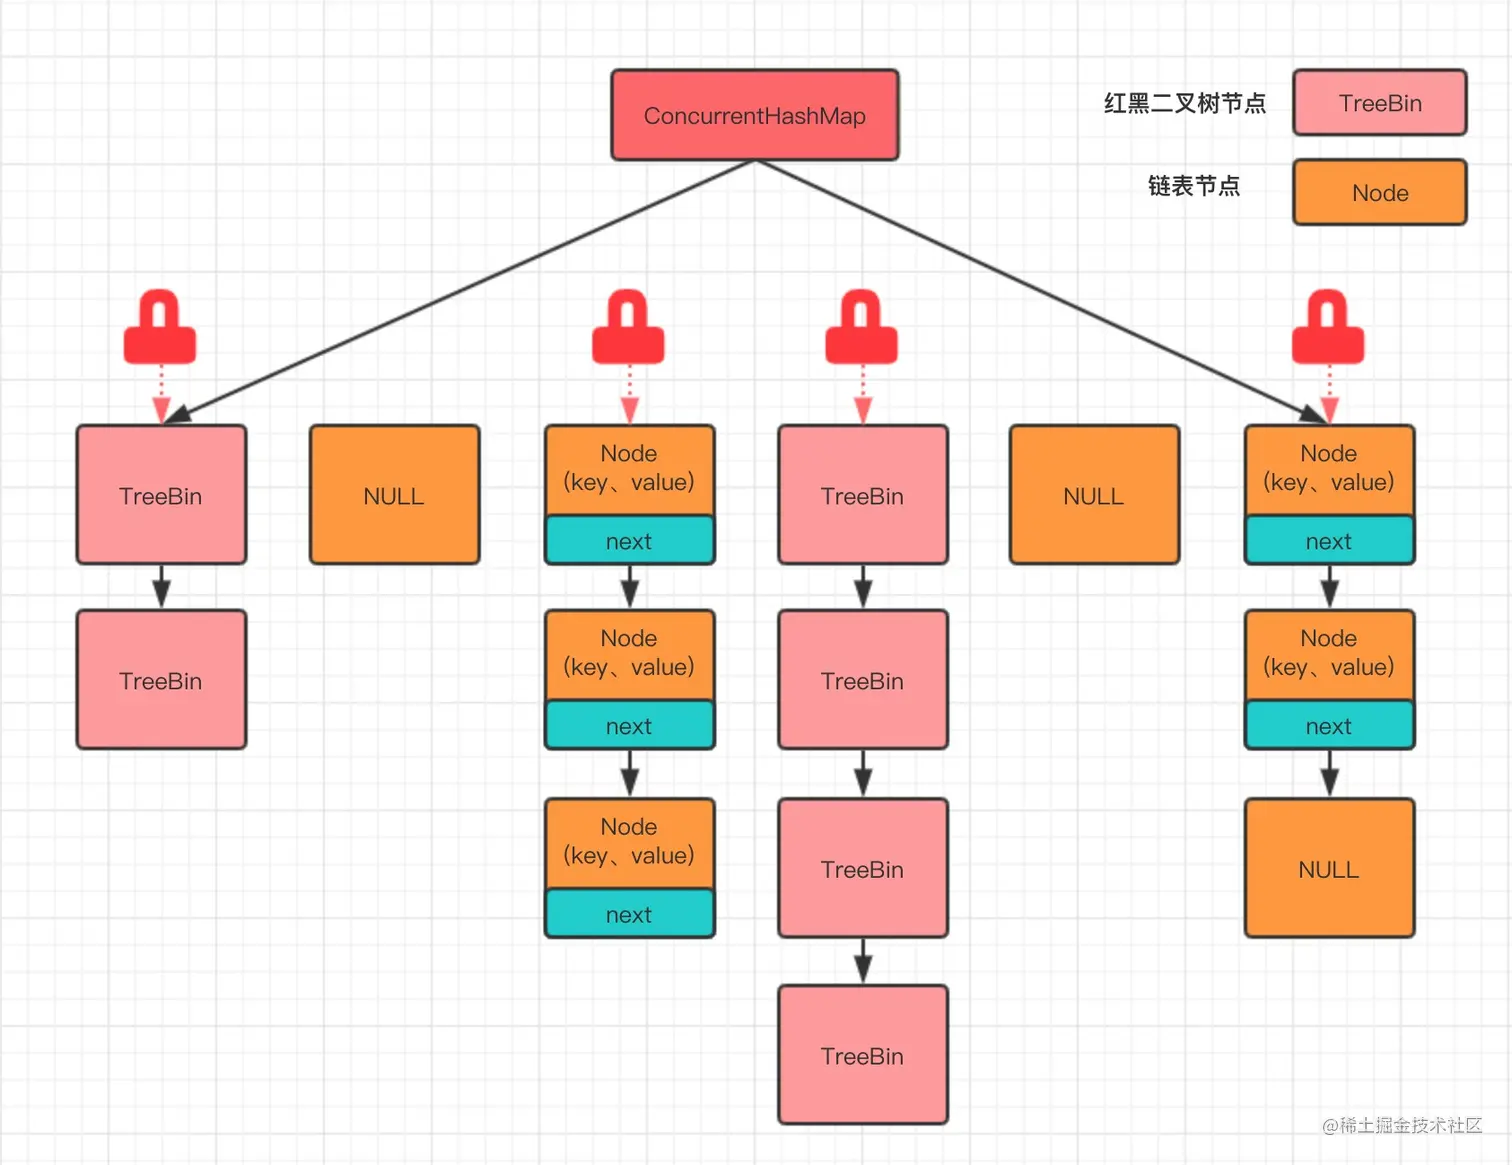 ConcurrentHashMap
红黑二叉树节点
TreeBin
链表节点
Node
TreeBin
NULL
Node
(key、value)
next
TreeBin
NULL
Node
(key、value)
next
TreeBin
Node
(key、value)
next
TreeBin
Node
(key、value)
next
Node
(key、value)
next
TreeBin
NULL
TreeBin
@稀土掘金技术社区